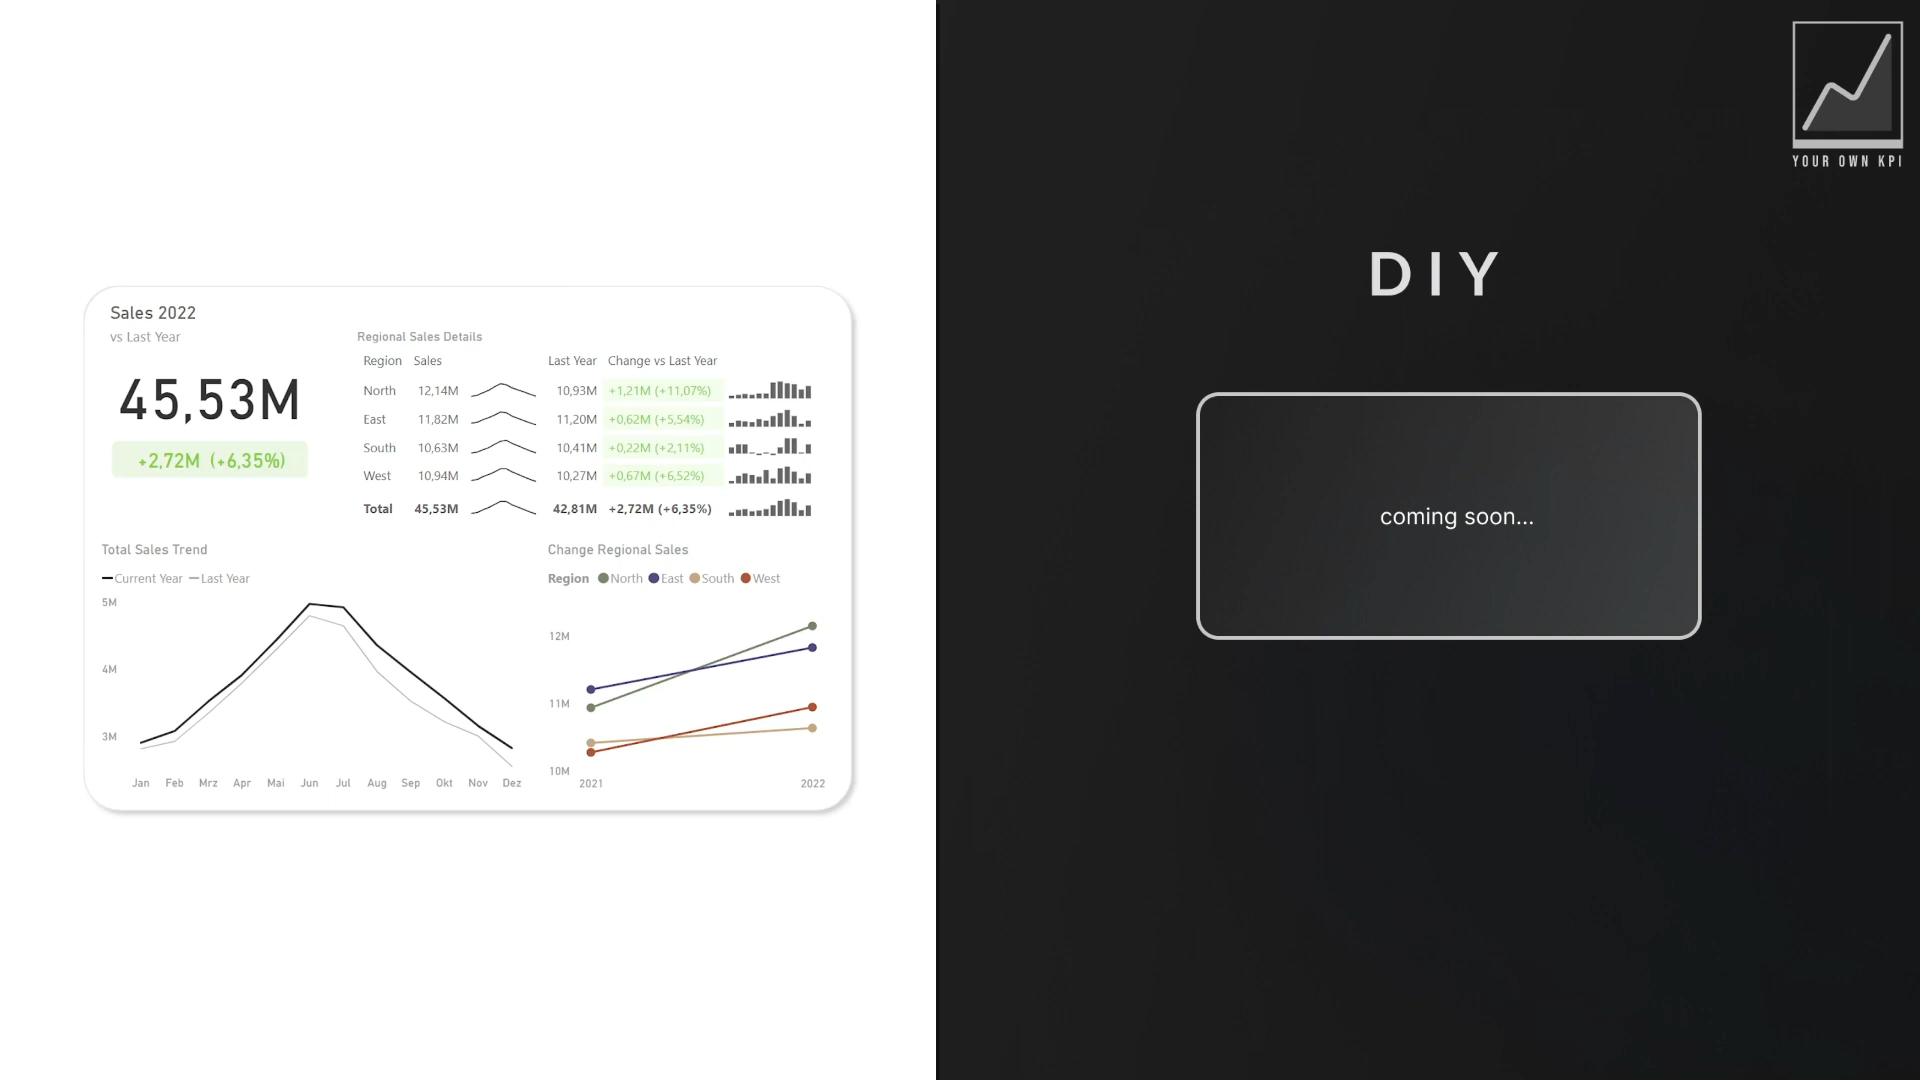 Sales 2022
vs Last Year
45,53M
+2,72M (+6,35%)
Regional Sales Details
Region Sales Last Year Change vs Last Year
North 12,14M 10,93M +1,21M (+11,07%)
East 11,82M 11,20M +0,62M (+5,54%)
South 10,63M 10,41M +0,22M (+2,11%)
West 10,94M 10,27M +0,67M (+6,52%)
Total 45,53M 42,81M +2,72M (+6,35%)
Total Sales Trend
Current Year Last Year
5M
4M
3M
Jan Feb Mrz Apr Mai Jun Jul Aug Sep Okt Nov Dez
Change Regional Sales
Region North East South West
12M
11M
10M
2021 2022
YOUR OWN KPI
DIY
coming soon...